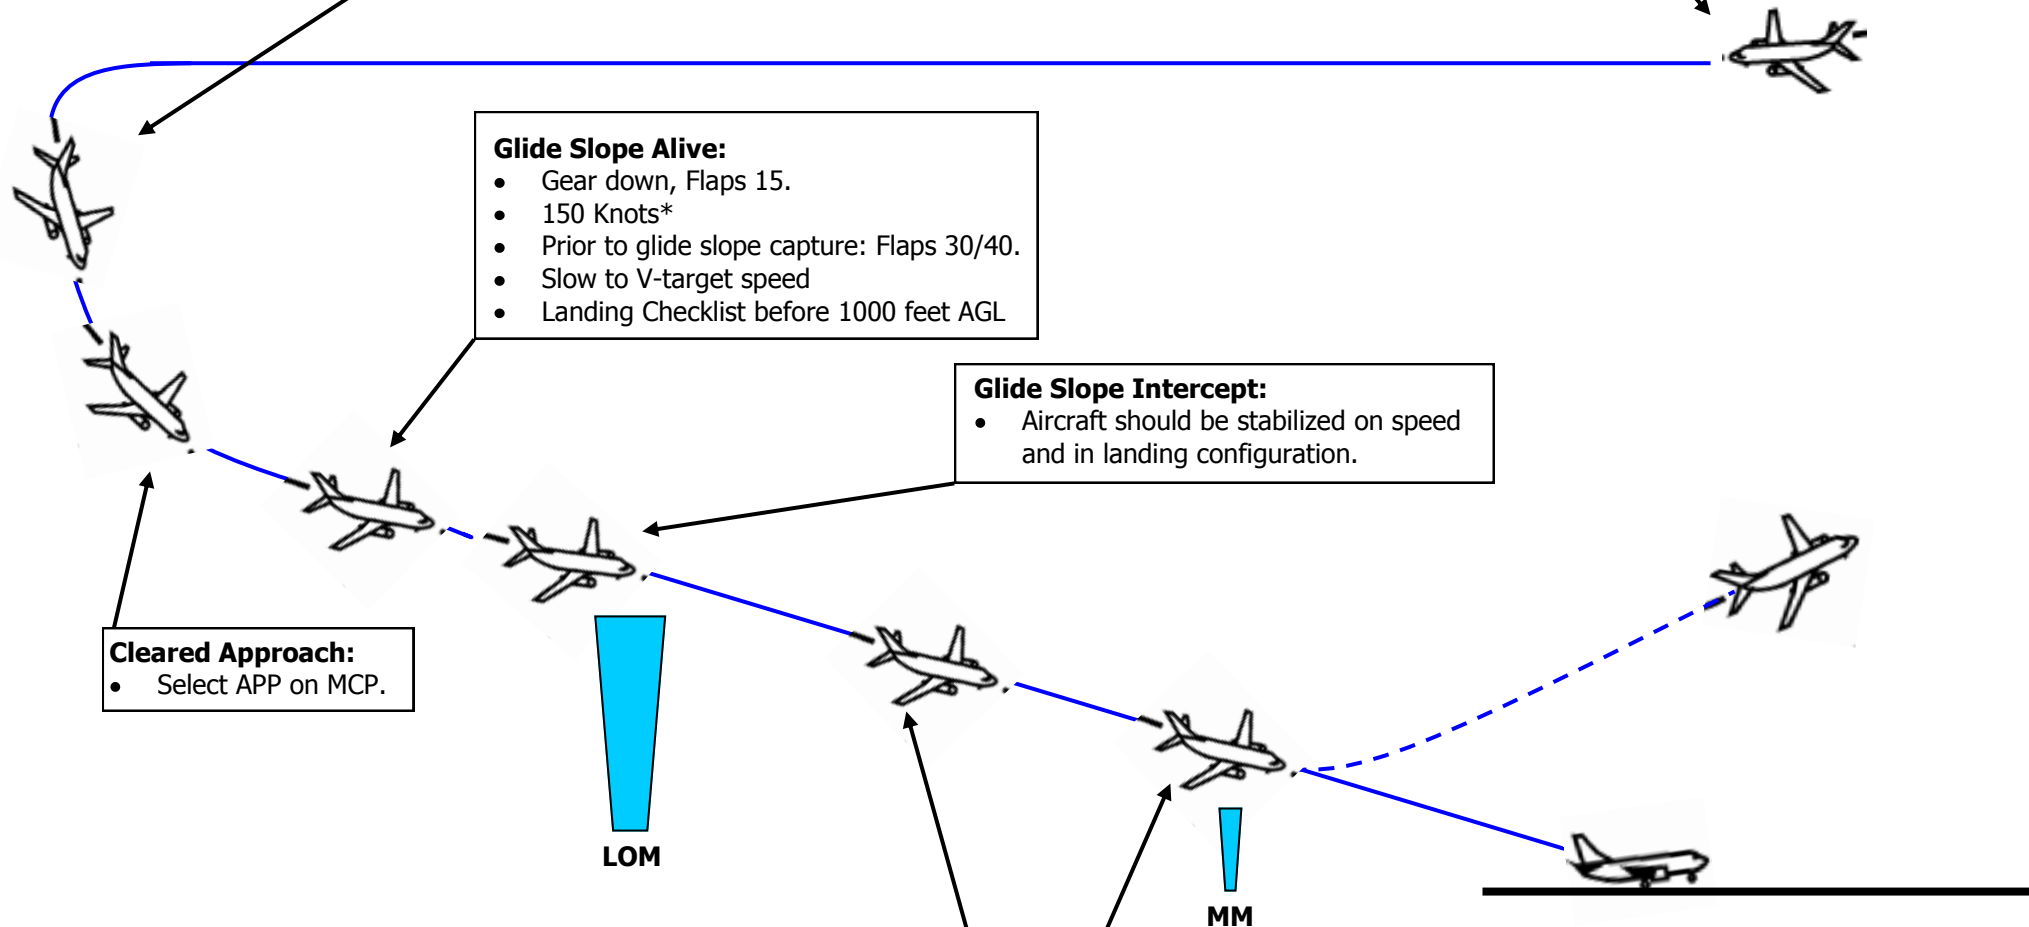 Glide Slope Alive:
• Gear down, Flaps 15.
• 150 Knots*
• Prior to glide slope capture: Flaps 30/40.
• Slow to V-target speed
• Landing Checklist before 1000 feet AGL
Glide Slope Intercept:
• Aircraft should be stabilized on speed
and in landing configuration.
Cleared Approach:
• Select APP on MCP.
LOM
MM